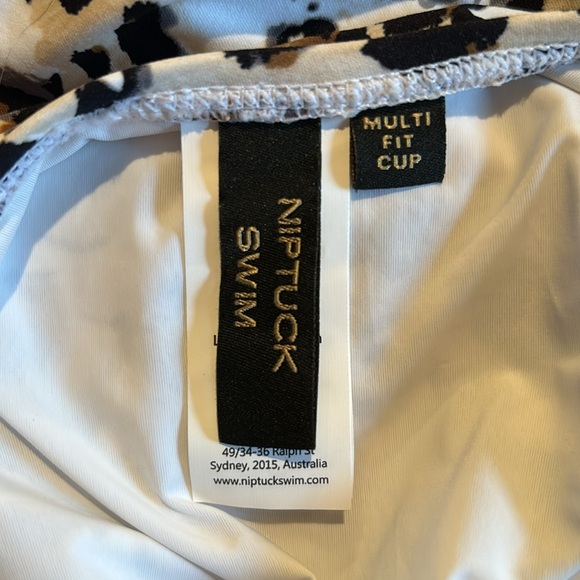 MULTI
FIT
CUP
NIPTUCK
SWIM
49/34-36 Ralph St
Sydney, 2015, Australia
www.niptuckswim.com